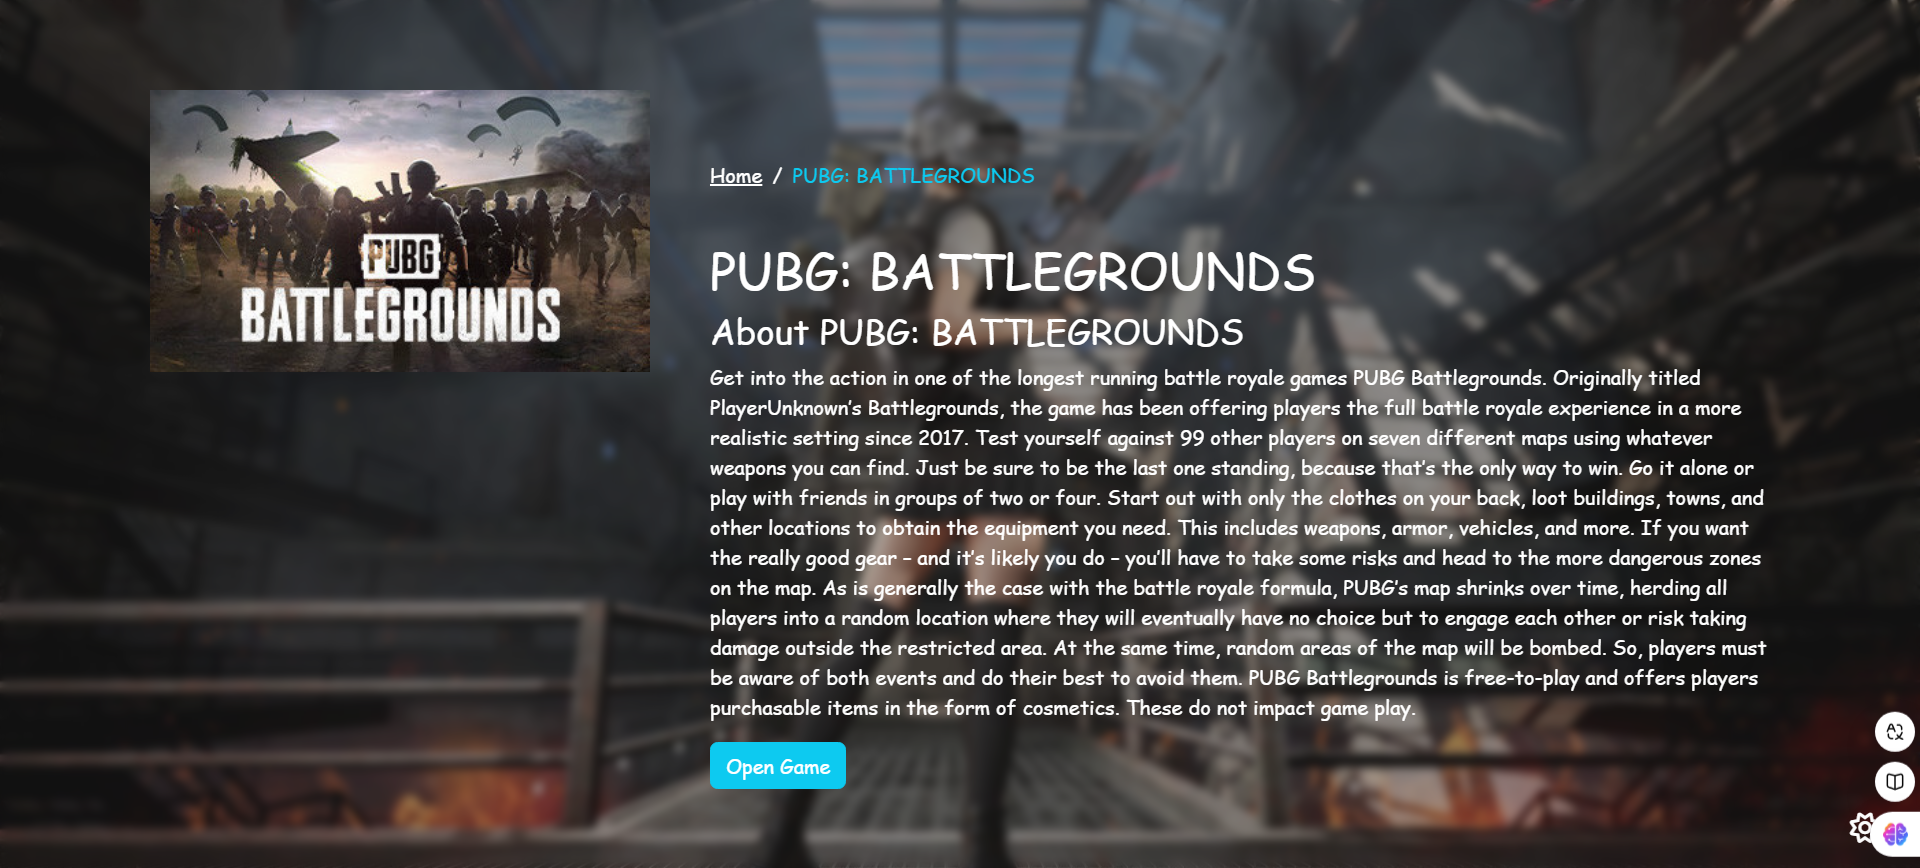 PUBG
BATTLEGROUNDS
Home / PUBG: BATTLEGROUNDS
PUBG: BATTLEGROUNDS
About PUBG: BATTLEGROUNDS
Get into the action in one of the longest running battle royale games PUBG Battlegrounds. Originally titled
PlayerUnknown’s Battlegrounds, the game has been offering players the full battle royale experience in a more
realistic setting since 2017. Test yourself against 99 other players on seven different maps using whatever
weapons you can find. Just be sure to be the last one standing, because that’s the only way to win. Go it alone or
play with friends in groups of two or four. Start out with only the clothes on your back, loot buildings, towns, and
other locations to obtain the equipment you need. This includes weapons, armor, vehicles, and more. If you want
the really good gear – and it’s likely you do – you’ll have to take some risks and head to the more dangerous zones
on the map. As is generally the case with the battle royale formula, PUBG’s map shrinks over time, herding all
players into a random location where they will eventually have no choice but to engage each other or risk taking
damage outside the restricted area. At the same time, random areas of the map will be bombed. So, players must
be aware of both events and do their best to avoid them. PUBG Battlegrounds is free-to-play and offers players
purchasable items in the form of cosmetics. These do not impact game play.
Open Game